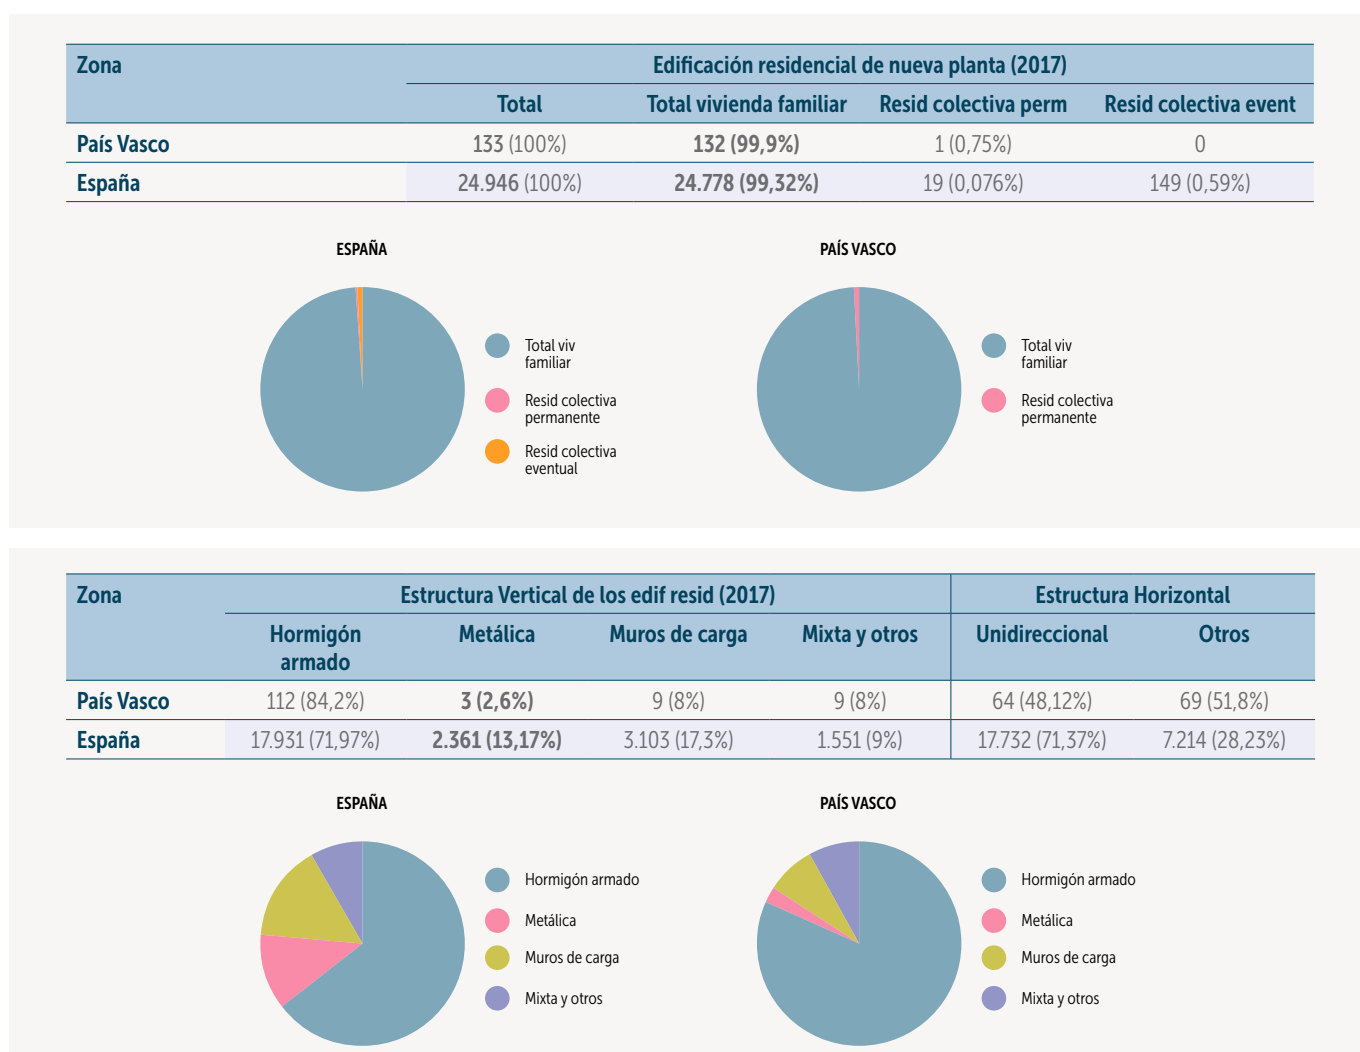 Zona Edificación residencial de nueva planta (2017)
Total Total vivienda familiar Resid colectiva perm Resid colectiva event
País Vasco 133 (100%) 132 (99,9%) 1 (0,75%) 0
España 24.946 (100%) 24.778 (99,32%) 19 (0,076%) 149 (0,59%)
ESPAÑA
Total viv
familiar
Resid colectiva
permanente
Resid colectiva
eventual
PAÍS VASCO
Total viv
familiar
Resid colectiva
permanente
Zona Estructura Vertical de los edif resid (2017) Estructura Horizontal
Hormigón Metálica Muros de carga Mixta y otros Unidireccional Otros
armado
País Vasco 112 (84,2%) 3 (2,6%) 9 (8%) 9 (8%) 64 (48,12%) 69 (51,8%)
España 17.931 (71,97%) 2.361 (13,17%) 3.103 (17,3%) 1.551 (9%) 17.732 (71,37%) 7.214 (28,23%)
ESPAÑA
Hormigón armado
Metálica
Muros de carga
Mixta y otros
PAÍS VASCO
Hormigón armado
Metálica
Muros de carga
Mixta y otros